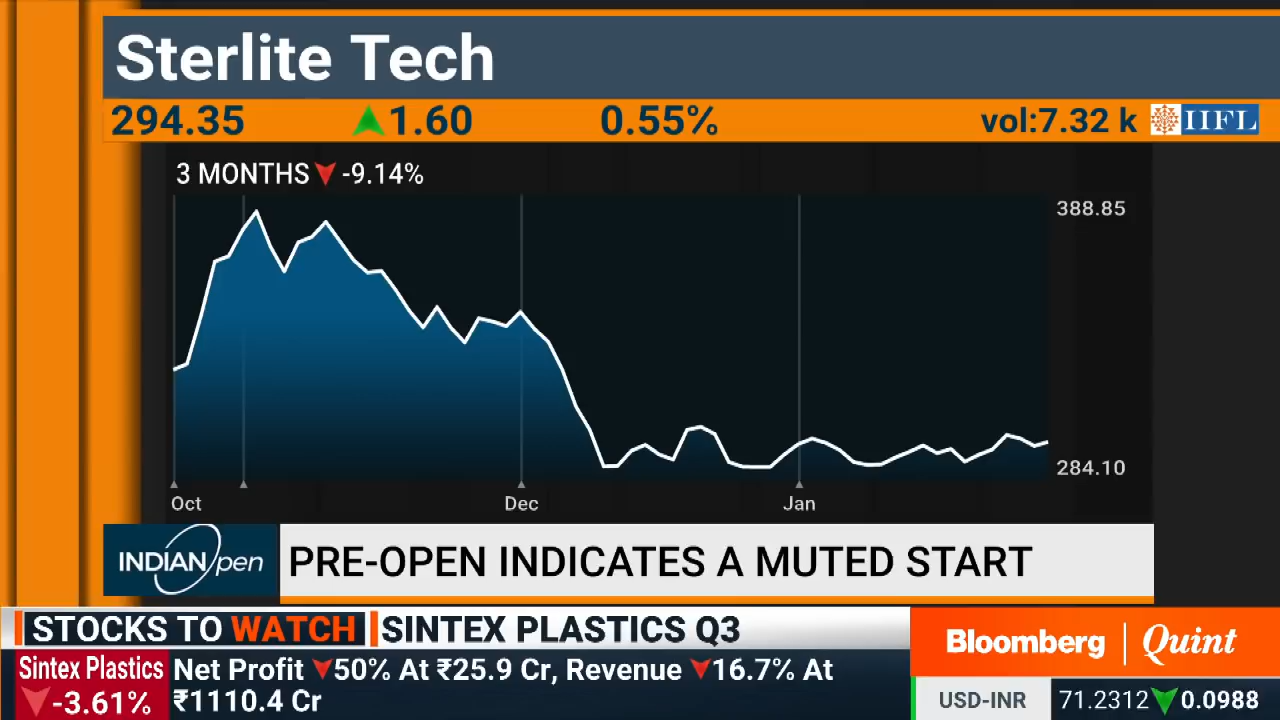 Sterlite Tech
294.35 1.60 0.55% vol:7.32 k IIFL
3 MONTHS -9.14%
388.85
284.10
Oct Dec Jan
INDIAN Open PRE-OPEN INDICATES A MUTED START
STOCKS TO WATCH SINTEX PLASTICS Q3
Bloomberg | Quint
Sintex Plastics
-3.61%
Net Profit 50% At ₹25.9 Cr, Revenue 16.7% At
₹1110.4 Cr
USD-INR 71.2312 0.0988